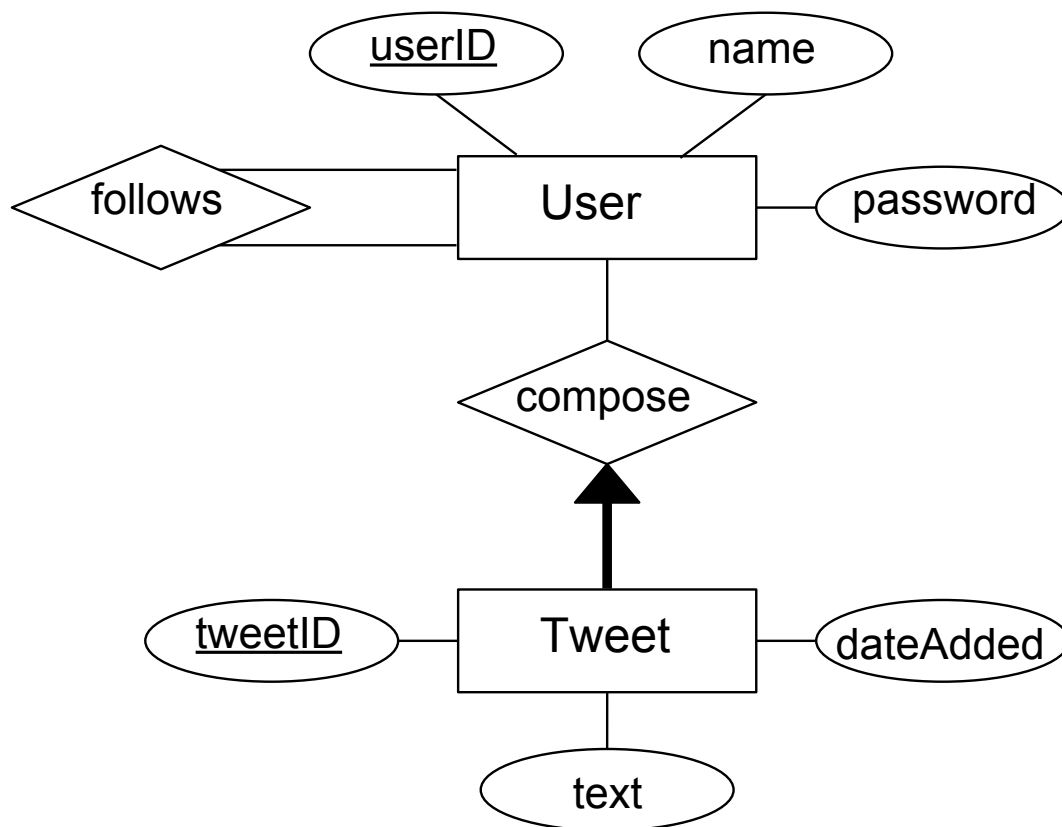 userID
name
follows
User
password
compose
tweetID
Tweet
dateAdded
text